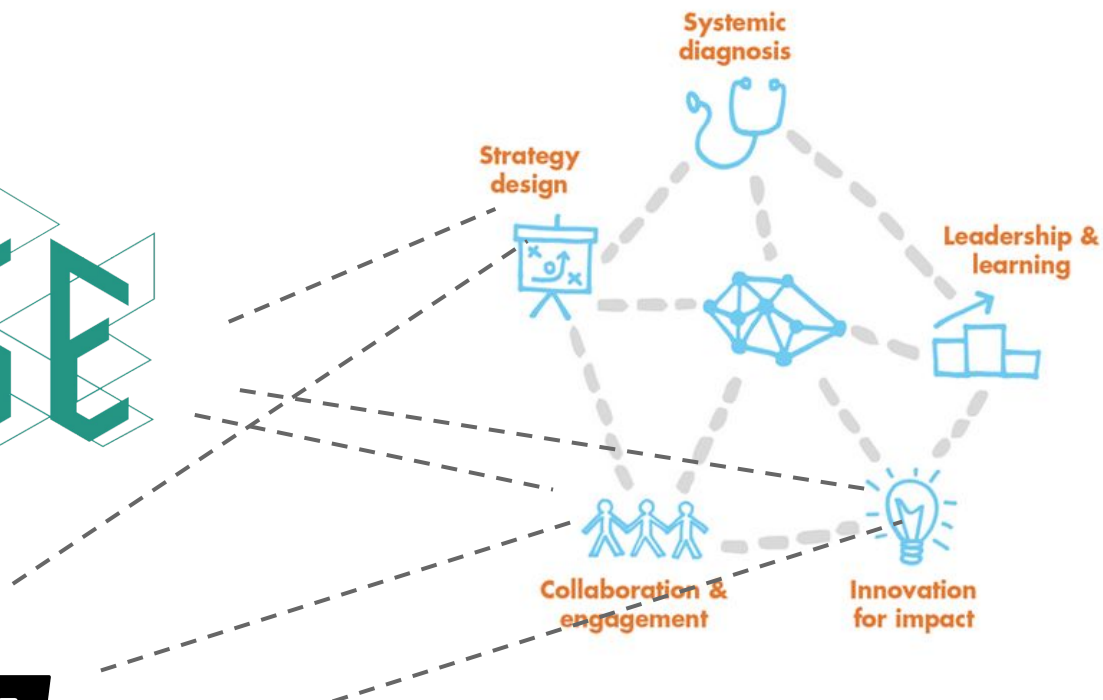 Systemic
diagnosis
Strategy
design
Leadership &
learning
Collaboration &
engagement
Innovation
for impact
E